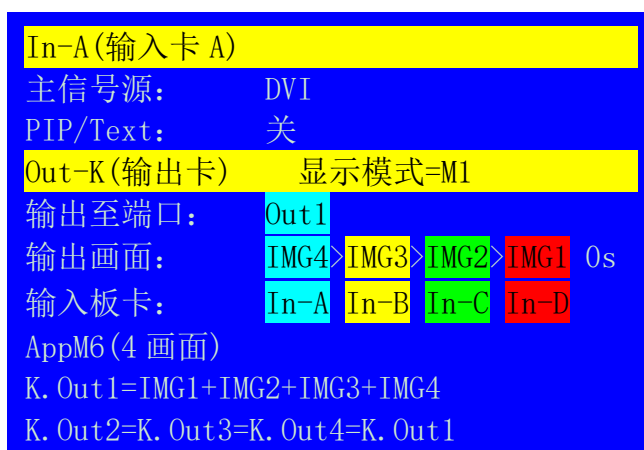 In-A(输入卡 A)
主信号源： DVI
PIP/Text： 关
Out-K(输出卡) 显示模式=M1
输出至端口： Out1
输出画面： IMG4>IMG3>IMG2>IMG1 0s
输入板卡： In-A In-B In-C In-D
AppM6(4 画面)
K.Out1=IMG1+IMG2+IMG3+IMG4
K.Out2=K.Out3=K.Out4=K.Out1